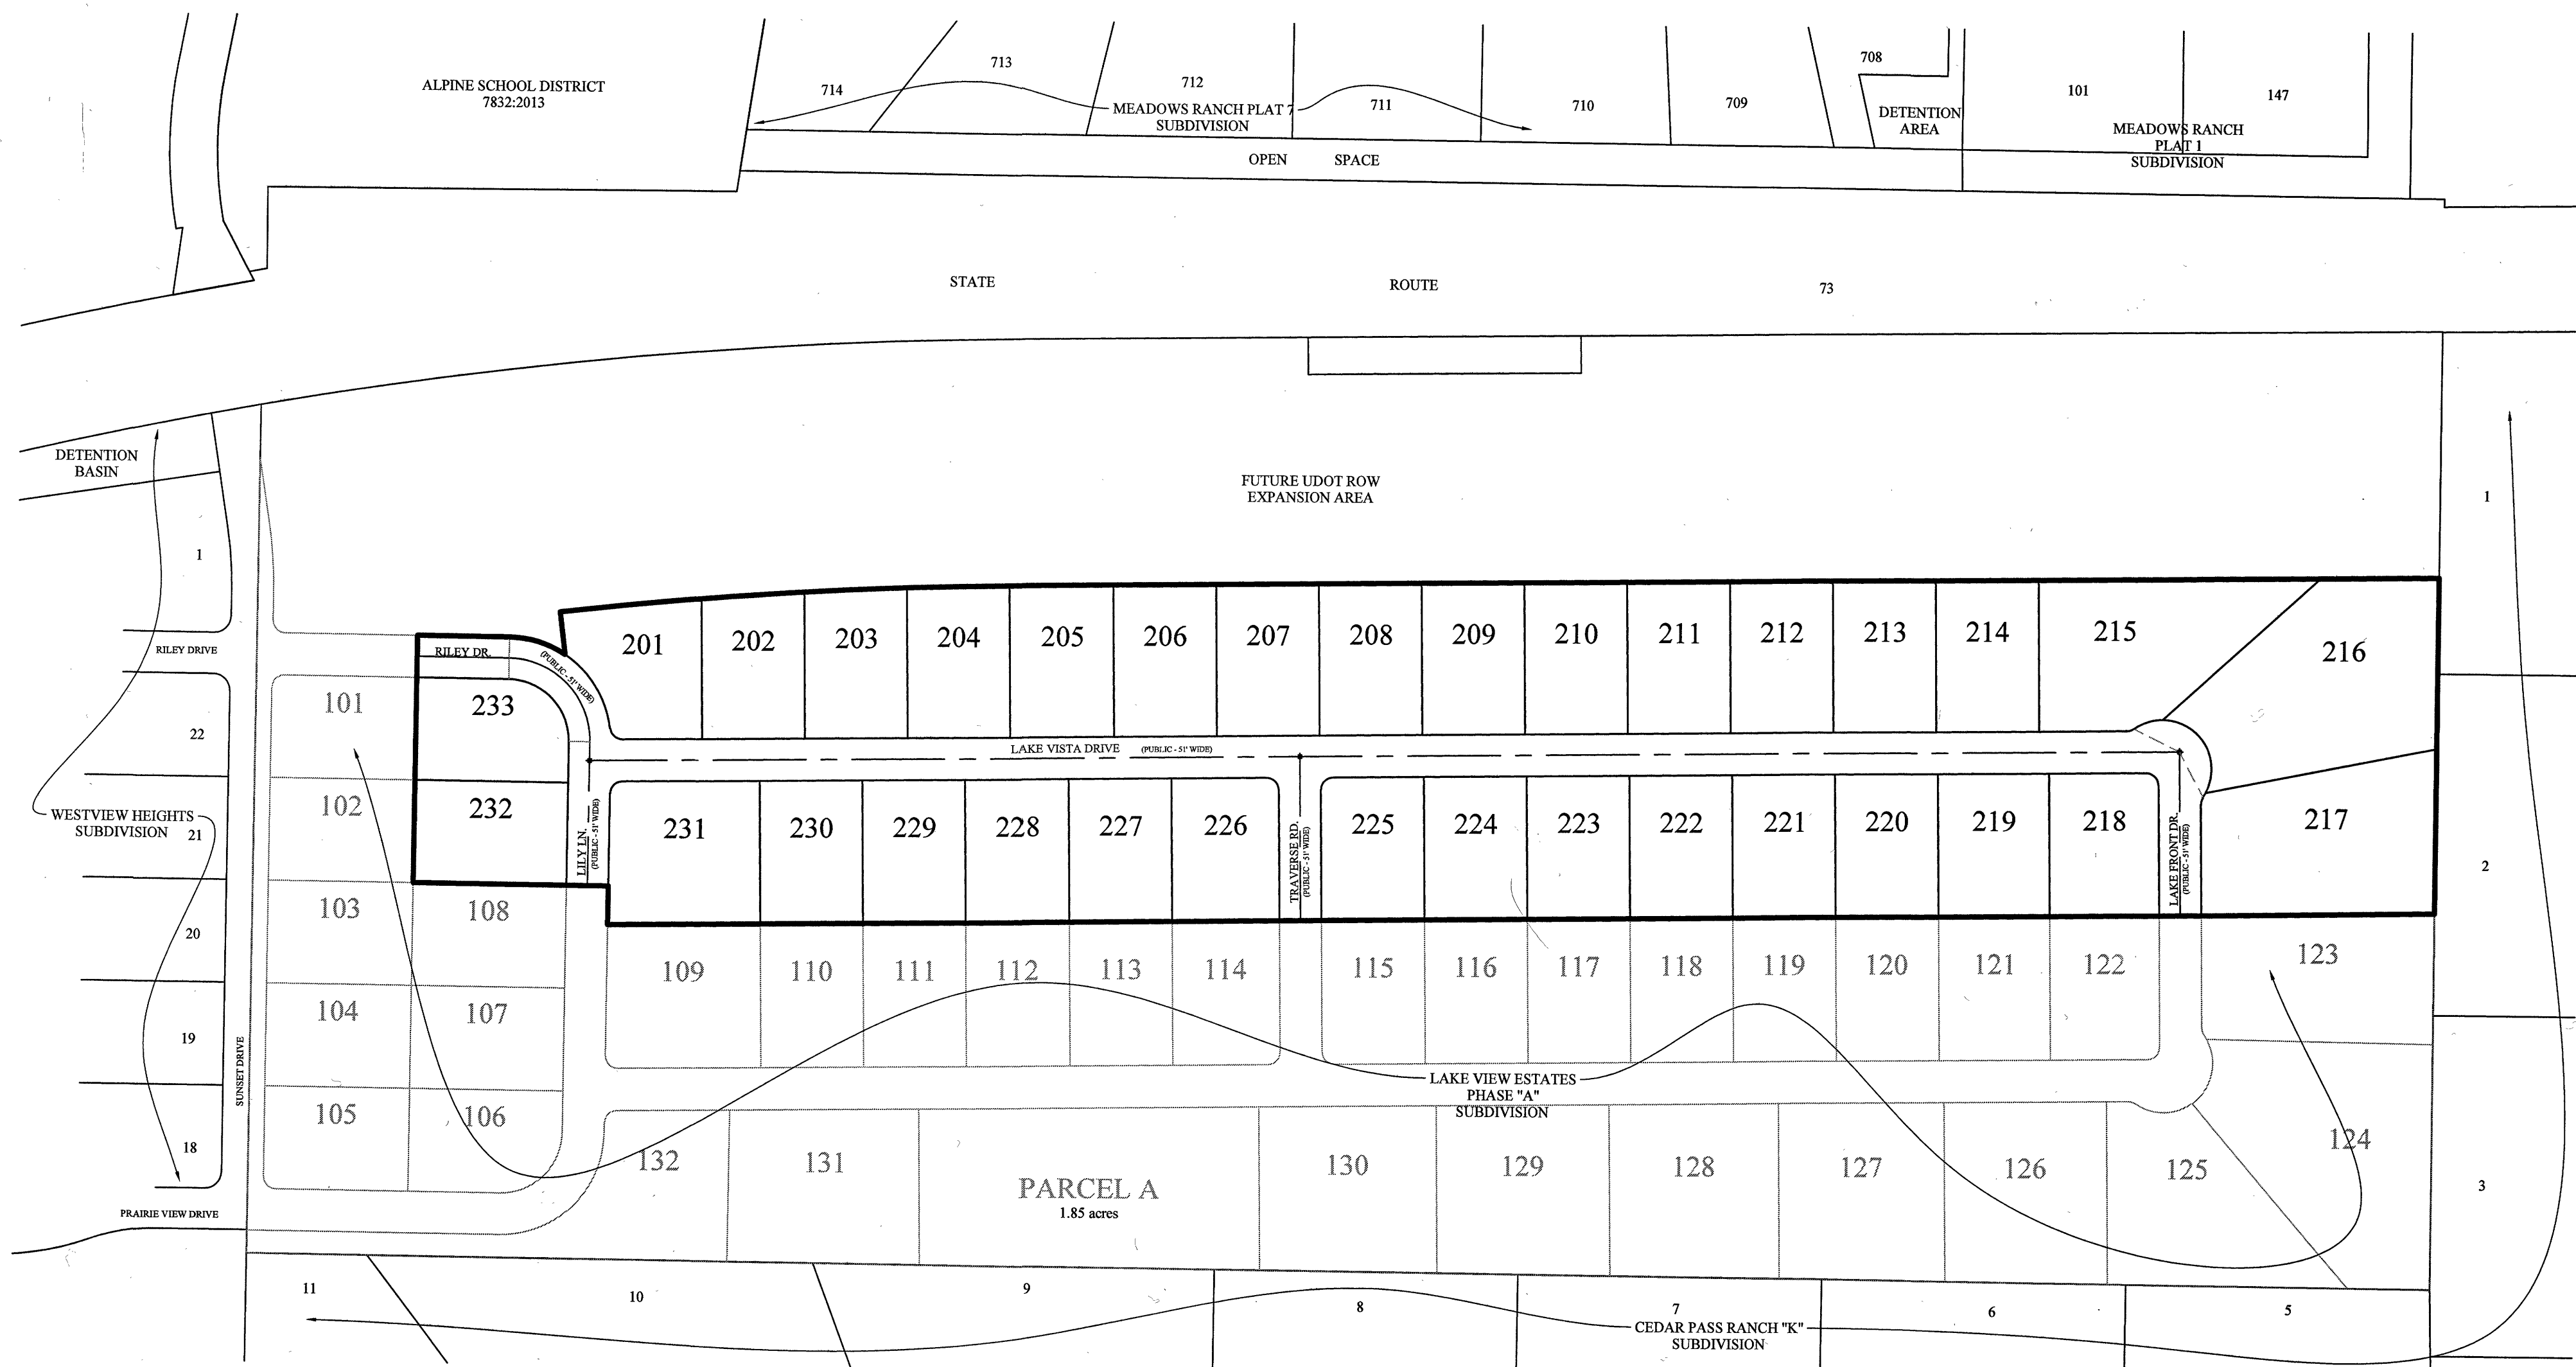 ALPINE SCHOOL DISTRICT
7832:2013
714
713
712
711
710
709
708
101
147
MEADOWS RANCH PLAT 7
SUBDIVISION
DETENTION
AREA
MEADOWS RANCH
PLAT 1
SUBDIVISION
OPEN SPACE
STATE ROUTE 73
DETENTION
BASIN
FUTURE UDOT ROW
EXPANSION AREA
1
1
RILEY DRIVE
RILEY DR.
(PUBLIC - 51' WIDE)
201
202
203
204
205
206
207
208
209
210
211
212
213
214
215
216
101
233
22
LAKE VISTA DRIVE (PUBLIC - 51' WIDE)
102
232
WESTVIEW HEIGHTS
SUBDIVISION
21
LILY LN.
(PUBLIC - 51' WIDE)
231
230
229
228
227
226
TRAVERSE RD.
(PUBLIC - 51' WIDE)
225
224
223
222
221
220
219
218
LAKE FRONT DR.
(PUBLIC - 51' WIDE)
217
2
20
103
108
109
110
111
112
113
114
115
116
117
118
119
120
121
122
123
19
SUNSET DRIVE
104
107
LAKE VIEW ESTATES
PHASE "A"
SUBDIVISION
18
105
106
132
131
PARCEL A
1.85 acres
130
129
128
127
126
125
124
3
PRAIRIE VIEW DRIVE
11
10
9
8
7
6
5
CEDAR PASS RANCH "K"
SUBDIVISION